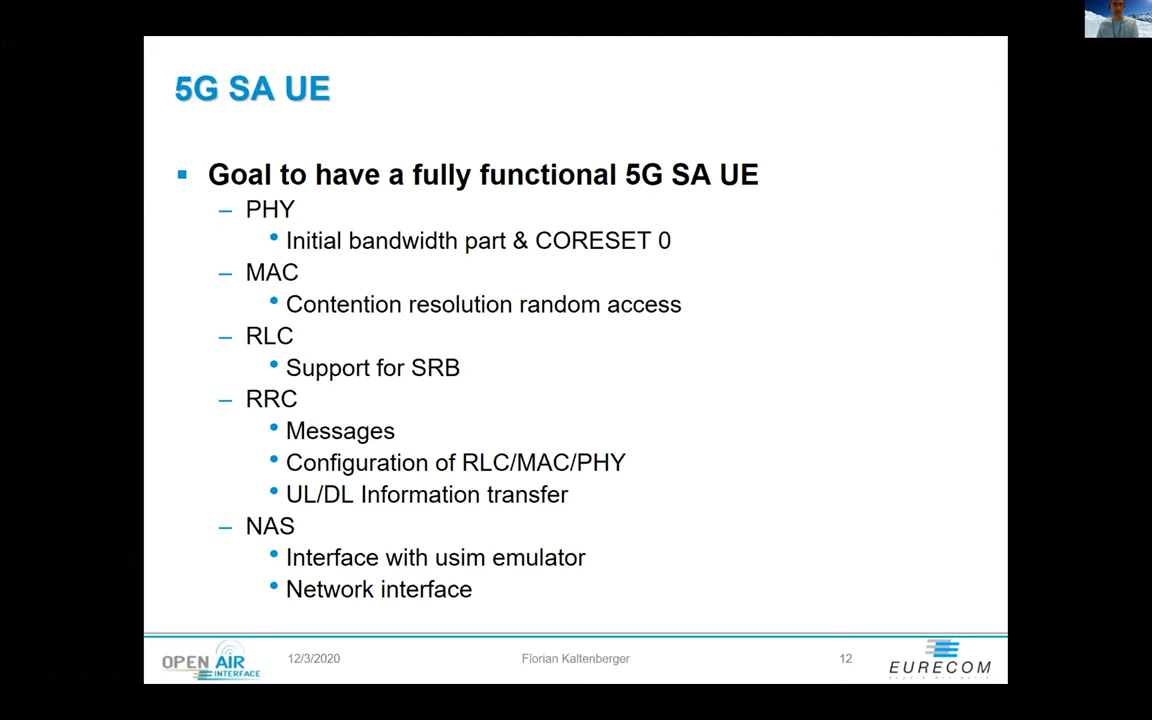 5G SA UE
Goal to have a fully functional 5G SA UE
– PHY
Initial bandwidth part & CORESET 0
– MAC
Contention resolution random access
– RLC
Support for SRB
– RRC
Messages
Configuration of RLC/MAC/PHY
UL/DL Information transfer
– NAS
Interface with usim emulator
Network interface
OPEN AIR
INTERFACE
12/3/2020
Florian Kaltenberger
12
EURECOM